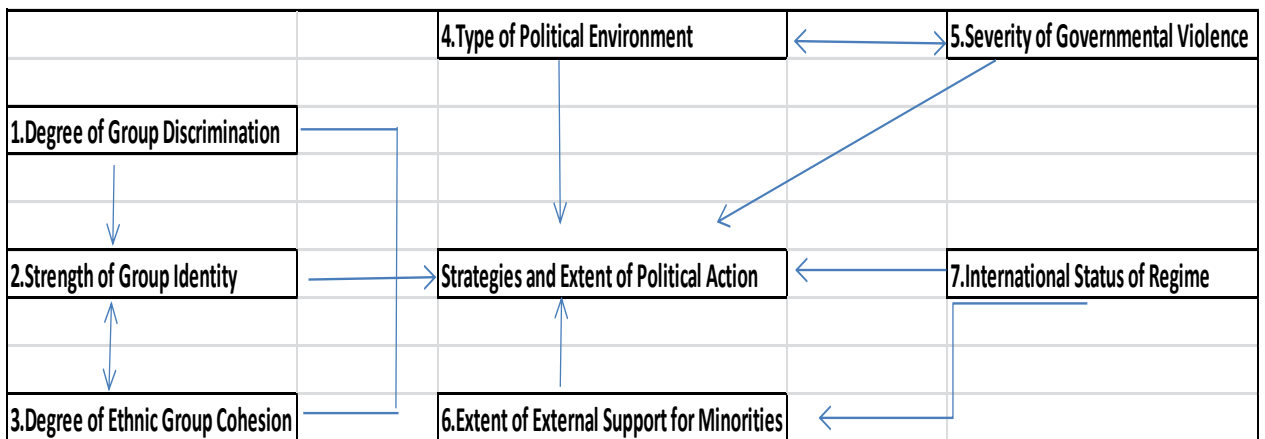 4.Type of Political Environment
5.Severity of Governmental Violence
1.Degree of Group Discrimination
2.Strength of Group Identity
Strategies and Extent of Political Action
7.International Status of Regime
3.Degree of Ethnic Group Cohesion
6.Extent of External Support for Minorities